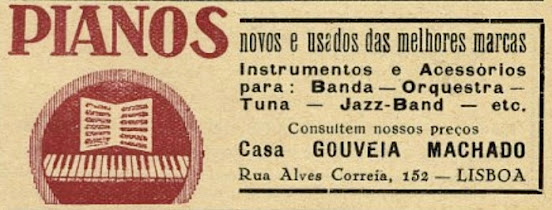 PIANOS
novos e usados das melhores marcas
Instrumentos e Acessórios
para: Banda — Orquestra —
Tuna — Jazz-Band — etc.
Consultem nossos preços
Casa GOUVEIA MACHADO
Rua Alves Correia, 152 — LISBOA